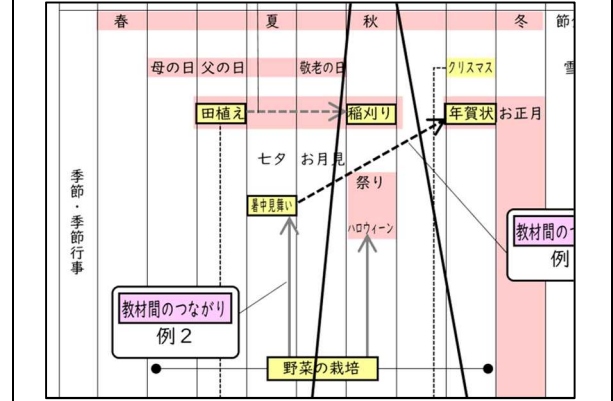 春
夏
秋
冬
節
母の日
父の日
敬老の日
クリスマス
雪
田植え
稲刈り
年賀状
お正月
七夕
お月見
祭り
暑中見舞い
ハロウィーン
季節・季節行事
教材間のつ
例
教材間のつながり
例2
野菜の栽培